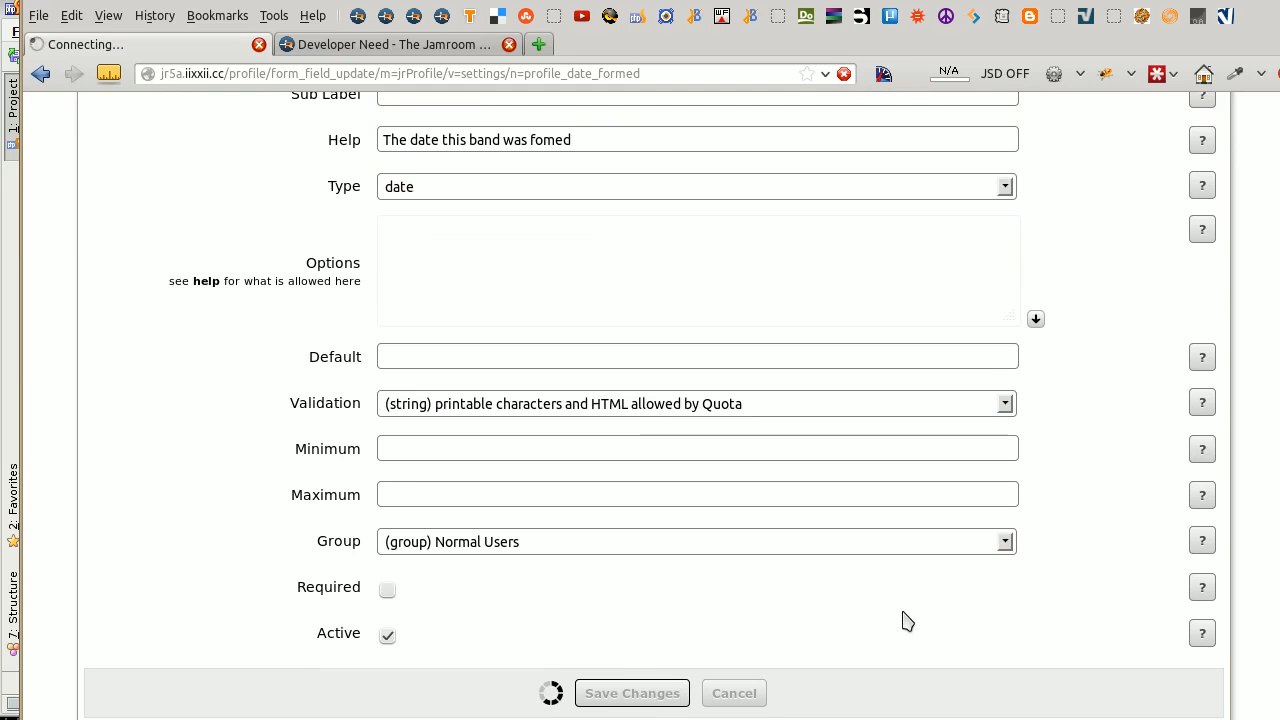 File Edit View History Bookmarks Tools Help
Connecting...
Developer Need - The Jamroom ...
jr5a.iixxii.cc/profile/form_field_update/m=jrProfile/v=settings/n=profile_date_formed
N/A
JSD OFF
1: Project
2: Favorites
7: Structure
Sub Label
?
Help
The date this band was fomed
?
Type
date
?
Options
see help for what is allowed here
?
Default
?
Validation
(string) printable characters and HTML allowed by Quota
?
Minimum
?
Maximum
?
Group
(group) Normal Users
?
Required
?
Active
?
Save Changes
Cancel